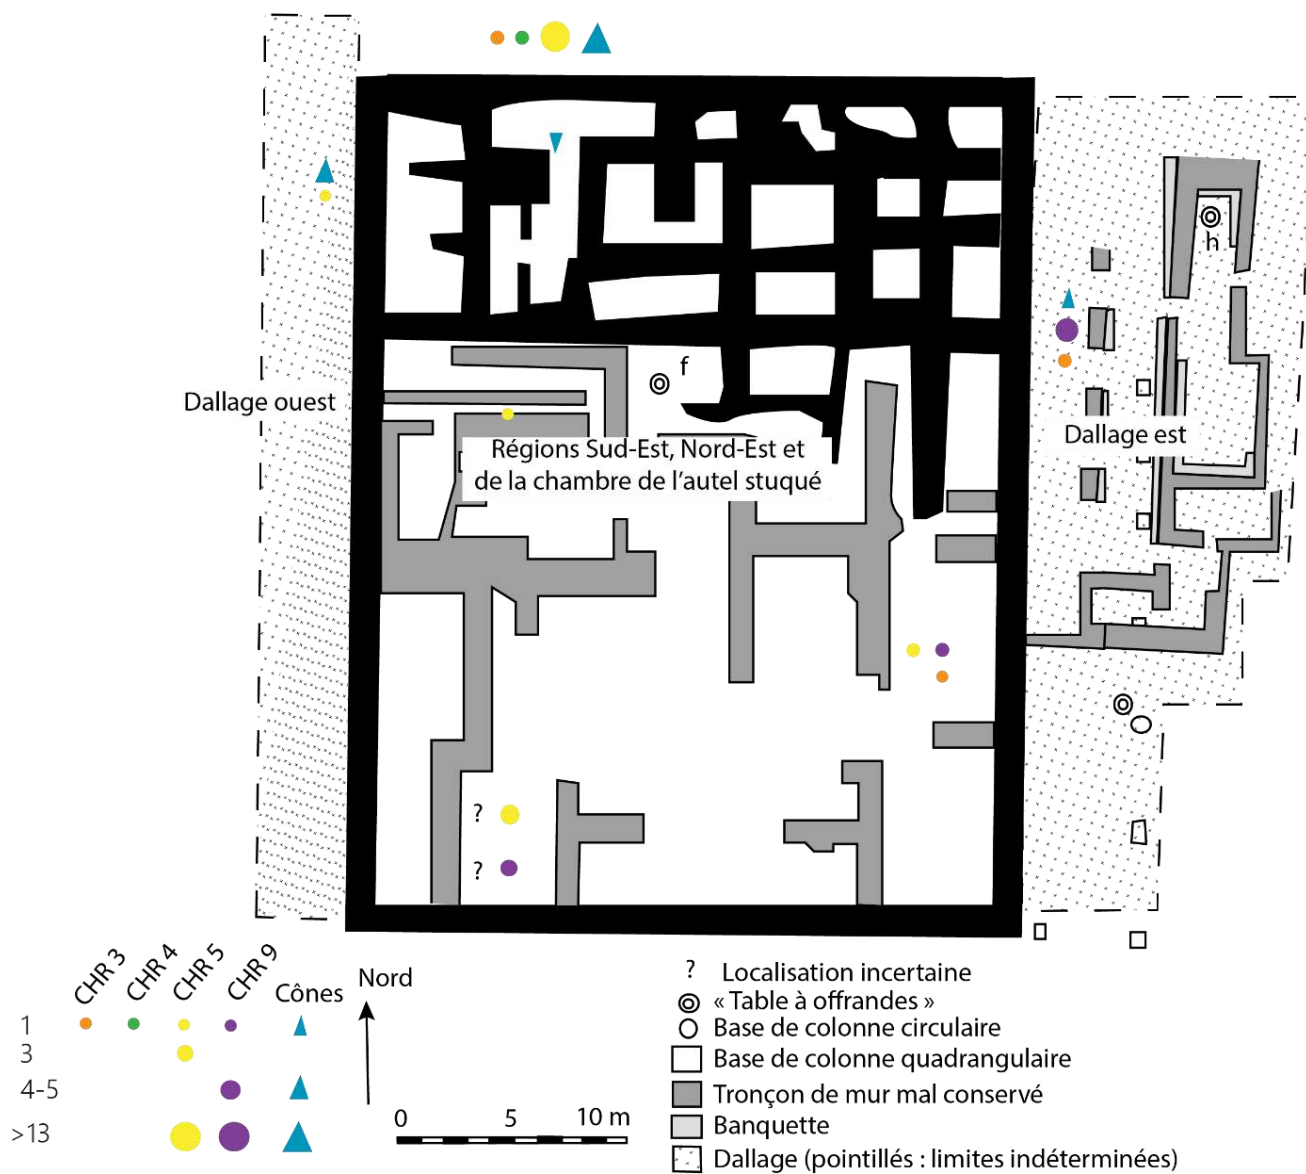 h
f
Dallage ouest
Régions Sud-Est, Nord-Est et
de la chambre de l'autel stuqué
Dallage est
?
?
CHR 3
CHR 4
CHR 5
CHR 9
Cônes
1
3
4-5
>13
Nord
0 5 10 m
? Localisation incertaine
« Table à offrandes »
Base de colonne circulaire
Base de colonne quadrangulaire
Tronçon de mur mal conservé
Banquette
Dallage (pointillés : limites indéterminées)